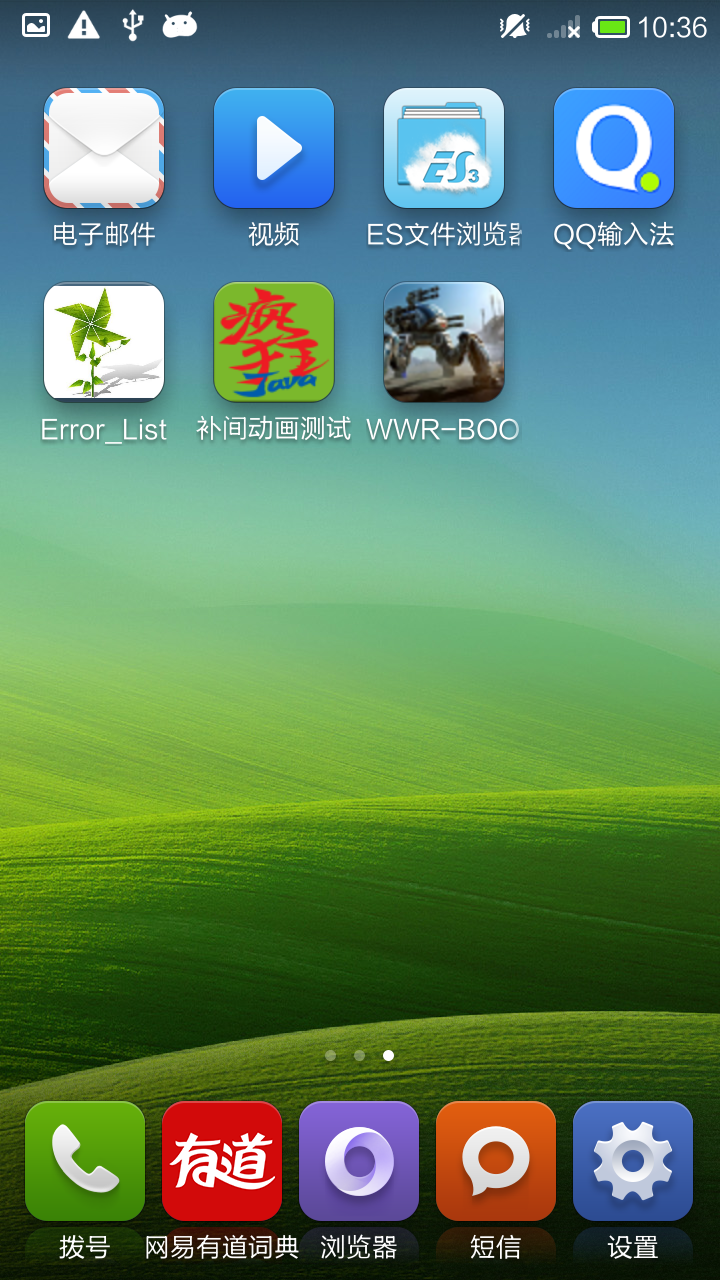 10:36
ES3
Q
电子邮件
视频
ES文件浏览器
QQ输入法
疯
狂
Java
Error_List
补间动画测试
WWR-BOO
有道
拨号
网易有道词典
浏览器
短信
设置